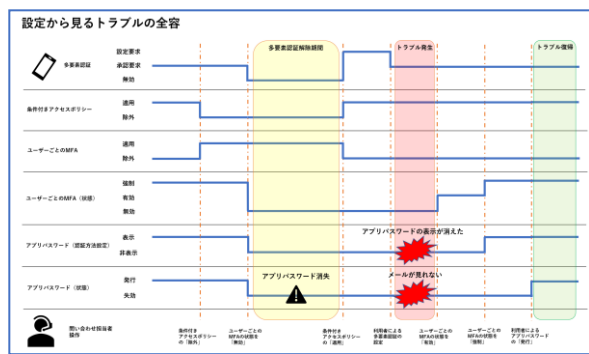 設定から見るトラブルの全容
多要素認証解除期間
トラブル発生
トラブル復帰
多要素認証
設定要求
承認要求
無効
条件付きアクセスポリシー
適用
除外
ユーザーごとのMFA
適用
除外
ユーザーごとのMFA（状態）
強制
有効
無効
アプリパスワードの表示が消えた
アプリパスワード（認証方法設定）
表示
非表示
アプリパスワード消失
メールが見れない
アプリパスワード（状態）
発行
失効
問い合わせ担当者
操作
条件付き
アクセスポリシー
の「除外」
ユーザーごとの
MFAの状態を
「無効」
条件付き
アクセスポリシー
の「適用」
利用者による
多要素認証の
設定
ユーザーごとの
MFAの状態を
「有効」
ユーザーごとの
MFAの状態を
「強制」
利用者による
アプリパスワード
の「発行」